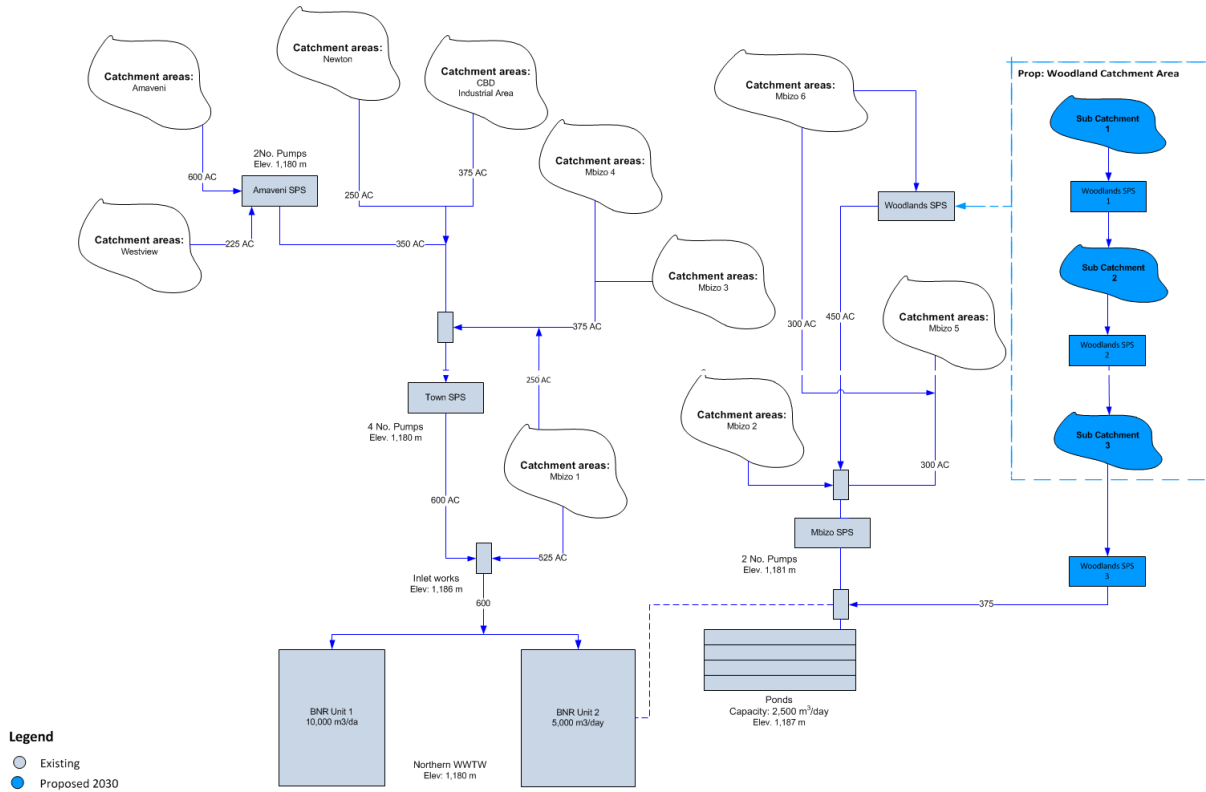 Catchment areas:
Amaveni
Catchment areas:
Newton
Catchment areas:
CBD
Industrial Area
Catchment areas:
Mbizo 4
Catchment areas:
Mbizo 6
Prop: Woodland Catchment Area
Sub Catchment
1
2No. Pumps
Elev. 1,180 m
600 AC
Amaveni SPS
250 AC
375 AC
Woodlands SPS
1
Woodlands SPS
Catchment areas:
Westview
225 AC
350 AC
Catchment areas:
Mbizo 3
Sub Catchment
2
375 AC
300 AC
450 AC
Catchment areas:
Mbizo 5
Woodlands SPS
2
250 AC
Town SPS
4 No. Pumps
Elev. 1,180 m
Catchment areas:
Mbizo 2
Sub Catchment
3
Catchment areas:
Mbizo 1
300 AC
600 AC
Mbizo SPS
525 AC
2 No. Pumps
Elev. 1,181 m
Woodlands SPS
3
Inlet works
Elev: 1,186 m
600
375
BNR Unit 1
10,000 m3/da
BNR Unit 2
5,000 m3/day
Ponds
Capacity: 2,500 m³/day
Elev. 1,187 m
Northern WWTW
Elev: 1,180 m
Legend
Existing
Proposed 2030